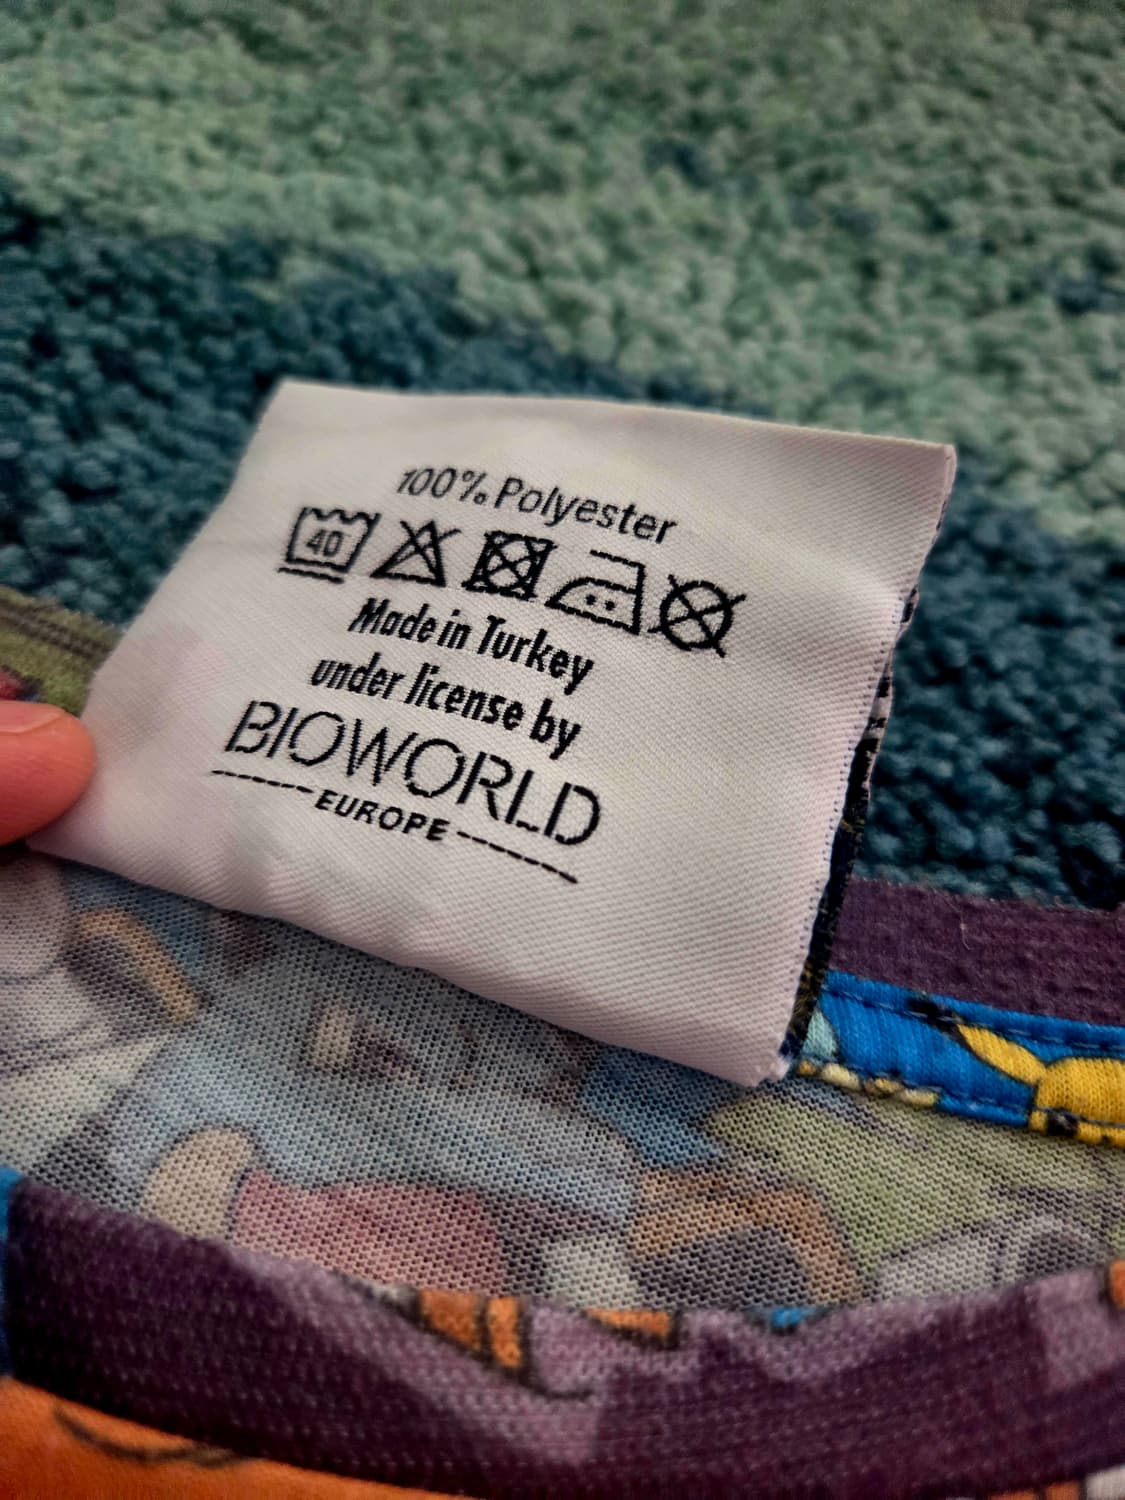 100% Polyester
40
Made in Turkey
under license by
BIOWORLD
EUROPE